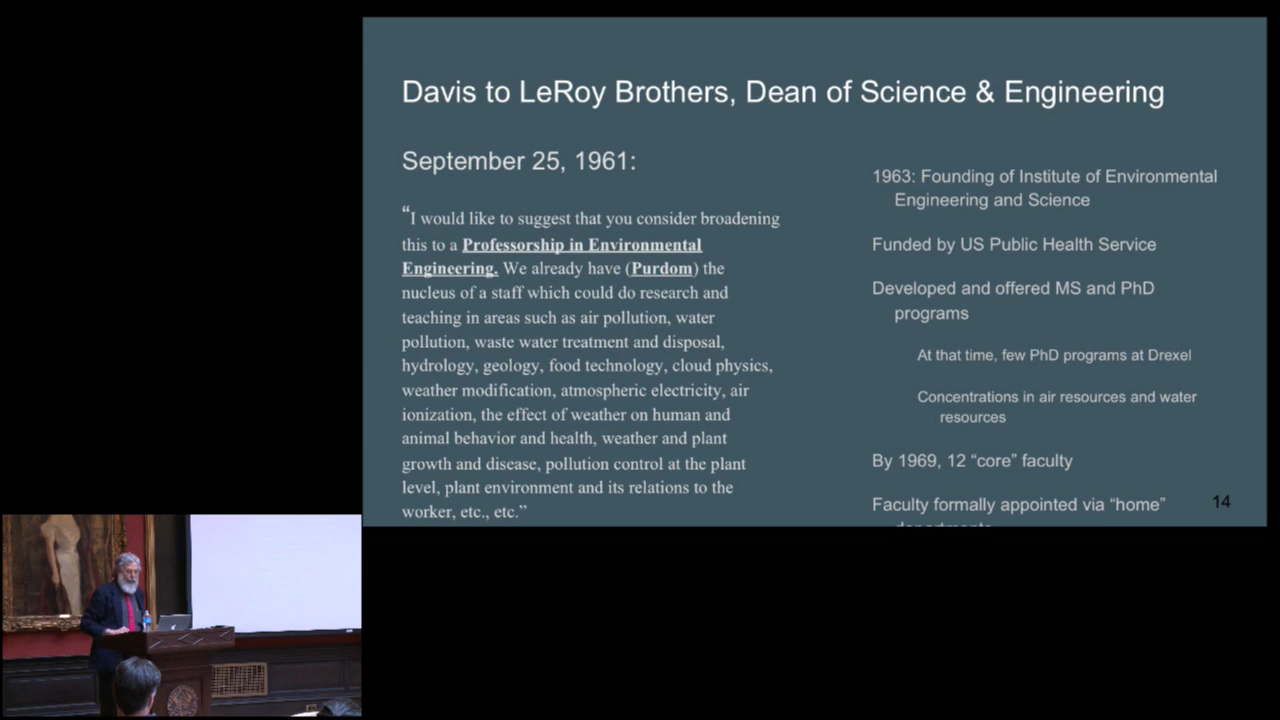 Davis to LeRoy Brothers, Dean of Science & Engineering
September 25, 1961:
“I would like to suggest that you consider broadening
this to a Professorship in Environmental
Engineering. We already have (Purdom) the
nucleus of a staff which could do research and
teaching in areas such as air pollution, water
pollution, waste water treatment and disposal,
hydrology, geology, food technology, cloud physics,
weather modification, atmospheric electricity, air
ionization, the effect of weather on human and
animal behavior and health, weather and plant
growth and disease, pollution control at the plant
level, plant environment and its relations to the
worker, etc., etc.”
1963: Founding of Institute of Environmental
Engineering and Science
Funded by US Public Health Service
Developed and offered MS and PhD
programs
At that time, few PhD programs at Drexel
Concentrations in air resources and water
resources
By 1969, 12 “core” faculty
Faculty formally appointed via “home”
14